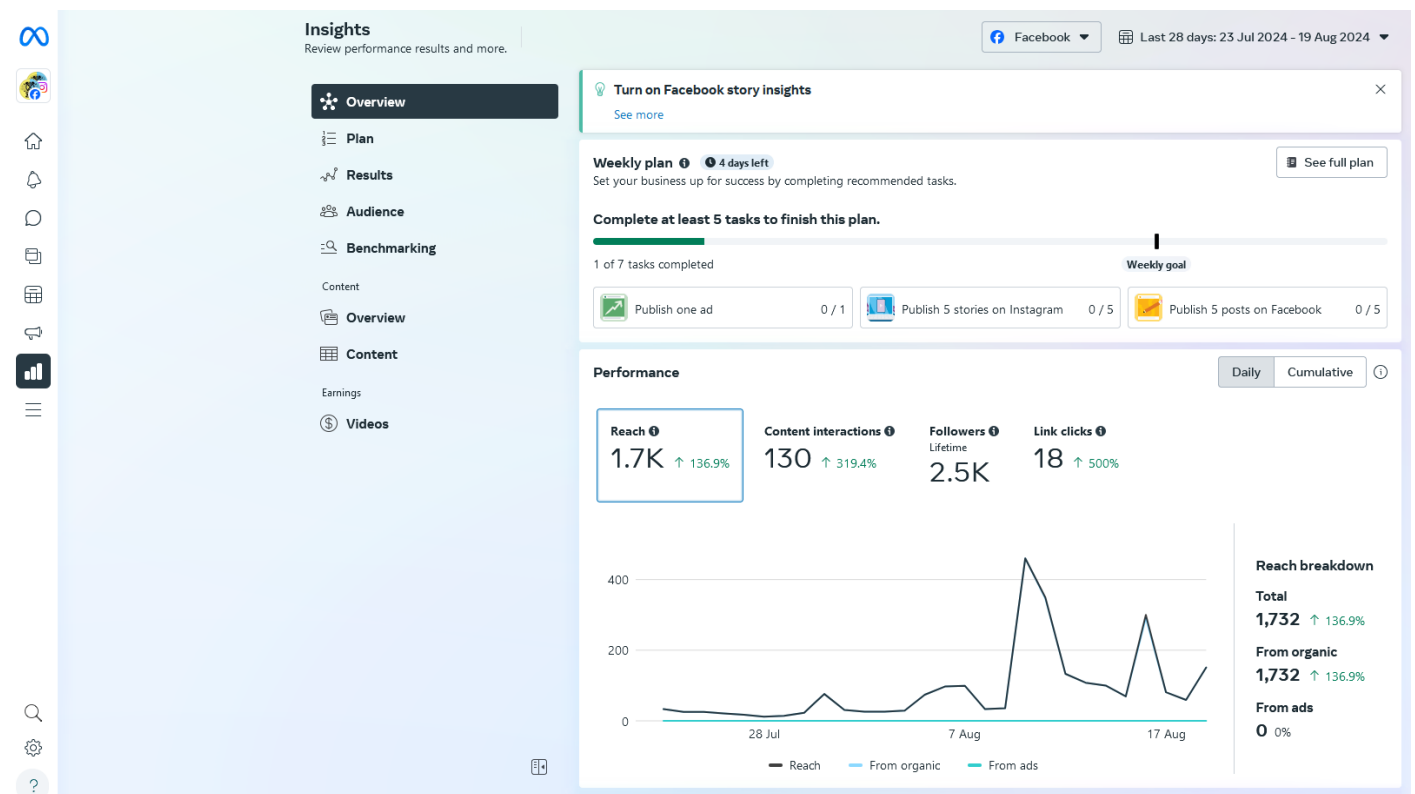 Insights
Review performance results and more.
Facebook
Last 28 days: 23 Jul 2024 - 19 Aug 2024
Overview
Plan
Results
Audience
Benchmarking
Content
Overview
Content
Earnings
Videos
Turn on Facebook story insights
See more
Weekly plan
4 days left
See full plan
Set your business up for success by completing recommended tasks.
Complete at least 5 tasks to finish this plan.
1 of 7 tasks completed
Weekly goal
Publish one ad 0 / 1
Publish 5 stories on Instagram 0 / 5
Publish 5 posts on Facebook 0 / 5
Performance
Daily
Cumulative
Reach
1.7K ↑ 136.9%
Content interactions
130 ↑ 319.4%
Followers
Lifetime
2.5K
Link clicks
18 ↑ 500%
400
200
0
28 Jul
7 Aug
17 Aug
Reach
From organic
From ads
Reach breakdown
Total
1,732 ↑ 136.9%
From organic
1,732 ↑ 136.9%
From ads
0 0%
?